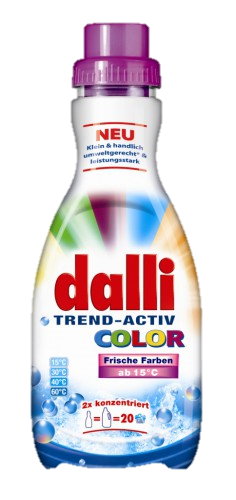 NEU
Klein & handlich
umweltgerecht* &
leistungsstark
dalli
TREND-ACTIV
COLOR
Frische Farben
ab 15°C
15°C
30°C
40°C
60°C
2x konzentriert
= = 20